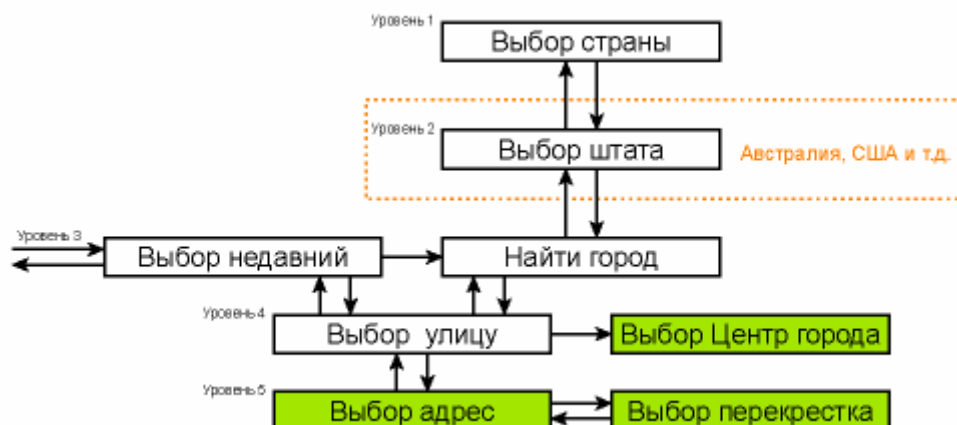 Уровень 1
Выбор страны
Уровень 2
Выбор штата
Австралия, США и т.д.
Уровень 3
Выбор недавний
Найти город
Уровень 4
Выбор улицу
Выбор Центр города
Уровень 5
Выбор адрес
Выбор перекрестка